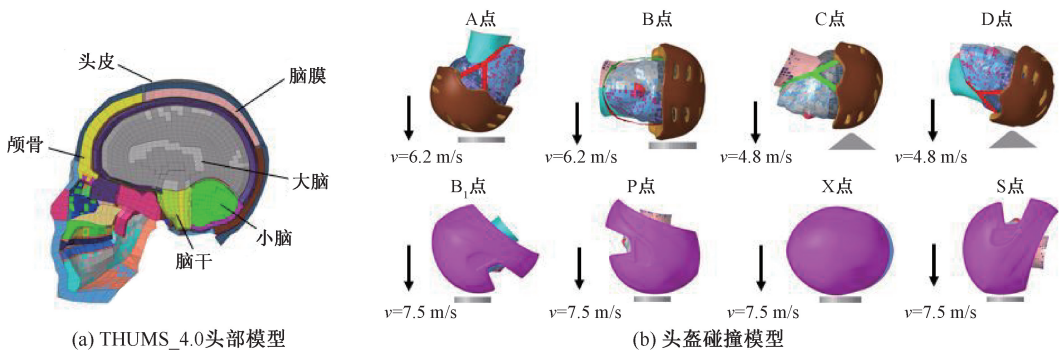 头皮
脑膜
颅骨
大脑
小脑
脑干
(a) THUMS_4.0头部模型
A点
B点
C点
D点
v=6.2 m/s
v=6.2 m/s
v=4.8 m/s
v=4.8 m/s
B₁点
P点
X点
S点
v=7.5 m/s
v=7.5 m/s
v=7.5 m/s
v=7.5 m/s
(b) 头盔碰撞模型